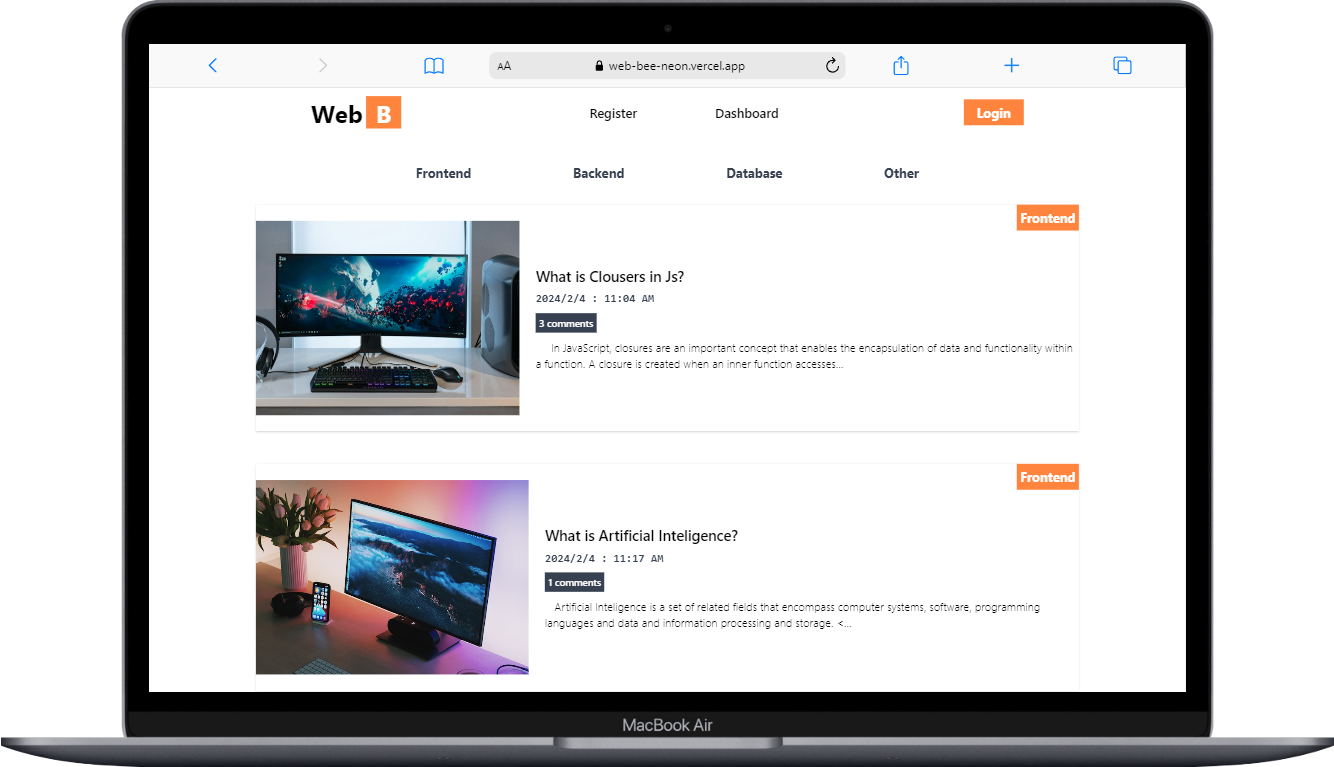 AA web-bee-neon.vercel.app
Web B Register Dashboard Login
Frontend Backend Database Other
Frontend
What is Clousers in Js?
2024/2/4 : 11:04 AM
3 comments
In JavaScript, closures are an important concept that enables the encapsulation of data and functionality within
a function. A closure is created when an inner function accesses...
Frontend
What is Artificial Inteligence?
2024/2/4 : 11:17 AM
1 comments
Artificial Inteligence is a set of related fields that encompass computer systems, software, programming
languages and data and information processing and storage. <...
MacBook Air